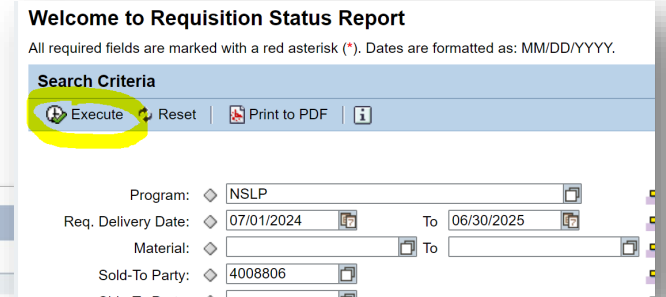 Welcome to Requisition Status Report
All required fields are marked with a red asterisk (*). Dates are formatted as: MM/DD/YYYY.
Search Criteria
Execute Reset Print to PDF
Program: NSLP
Req. Delivery Date: 07/01/2024 To 06/30/2025
Material: To
Sold-To Party: 4008806